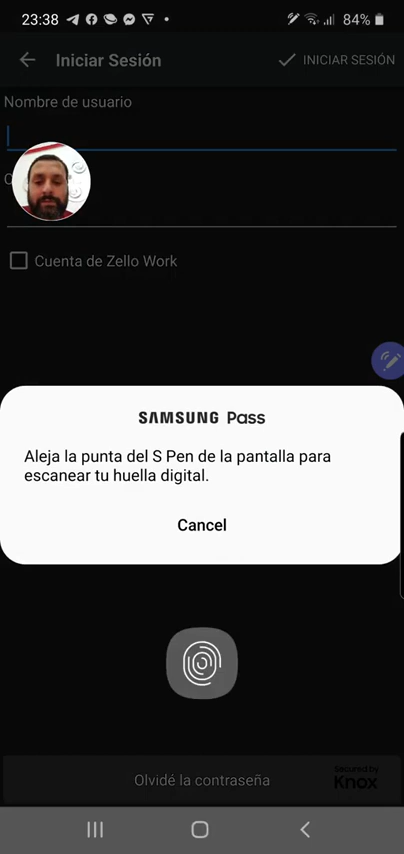 23:38 84%
Iniciar Sesión INICIAR SESIÓN
Nombre de usuario
Cuenta de Zello Work
SAMSUNG Pass
Aleja la punta del S Pen de la pantalla para
escanear tu huella digital.
Cancel
Olvidé la contraseña
Secured by
Knox